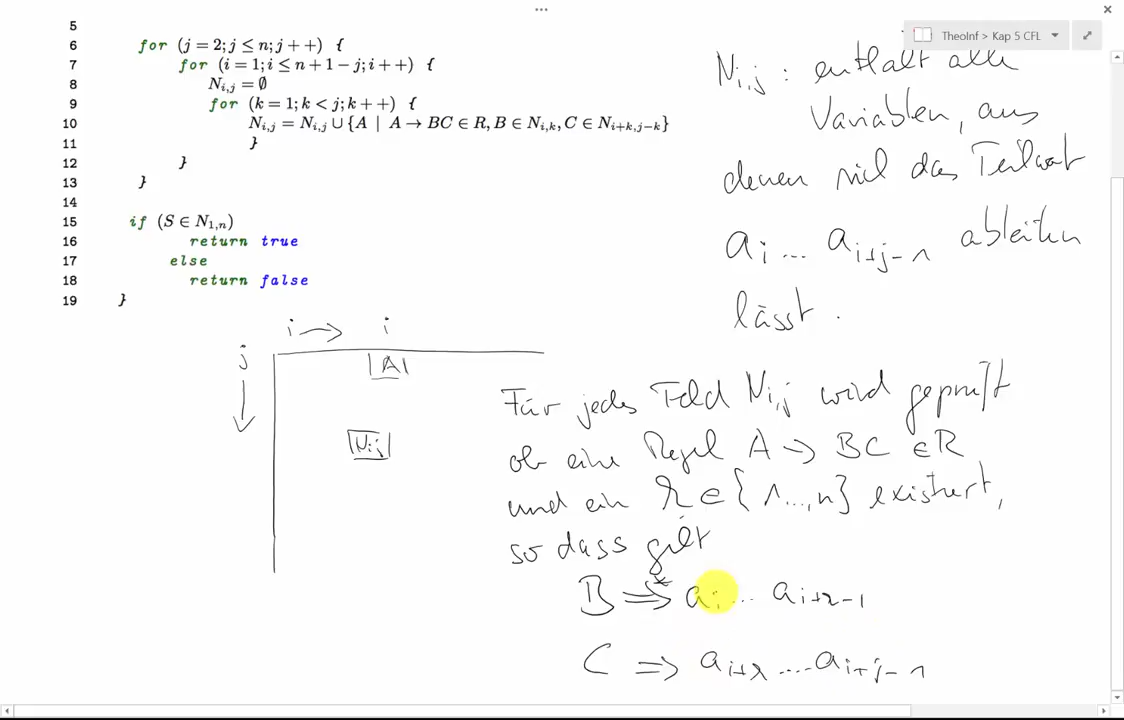 TheoInf > Kap 5 CFL
5
6 for (j = 2; j ≤ n; j++) {
7 for (i = 1; i ≤ n + 1 − j; i++) {
8 N_{i,j} = ∅
9 for (k = 1; k < j; k++) {
10 N_{i,j} = N_{i,j} ∪ {A | A → BC ∈ R, B ∈ N_{i,k}, C ∈ N_{i+k,j−k}}
11 }
12 }
13 }
14
15 if (S ∈ N_{1,n})
16 return true
17 else
18 return false
19 }
N_{i,j} : enthält alle
Variablen, aus
denen sich das Teilwort
a_i ... a_{i+j−1} ableiten
lässt.
i → i
j
↓
A
N_{i,j}
Für jedes Feld N_{i,j} wird geprüft
ob eine Regel A → BC ∈ R
und ein k ∈ {1..., n} existiert,
so dass gilt
B ⇒* a_i ... a_{i+k−1}
C ⇒ a_{i+k} .... a_{i+j−1}